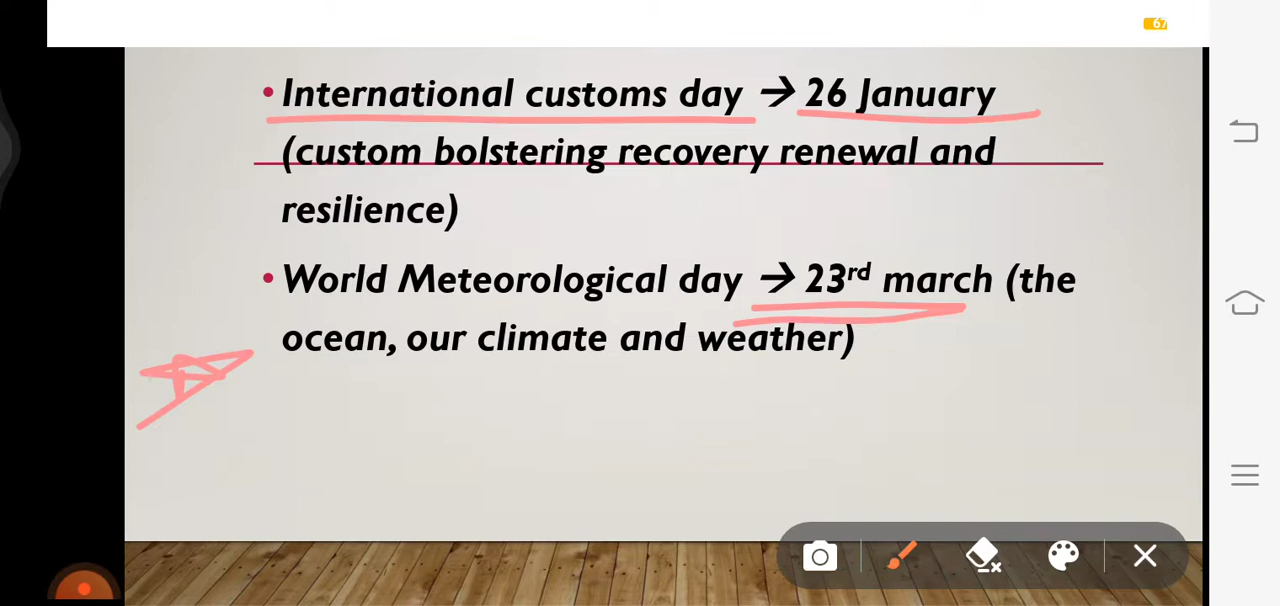 67
• International customs day → 26 January
(custom bolstering recovery renewal and
resilience)
• World Meteorological day → 23rd march (the
ocean, our climate and weather)